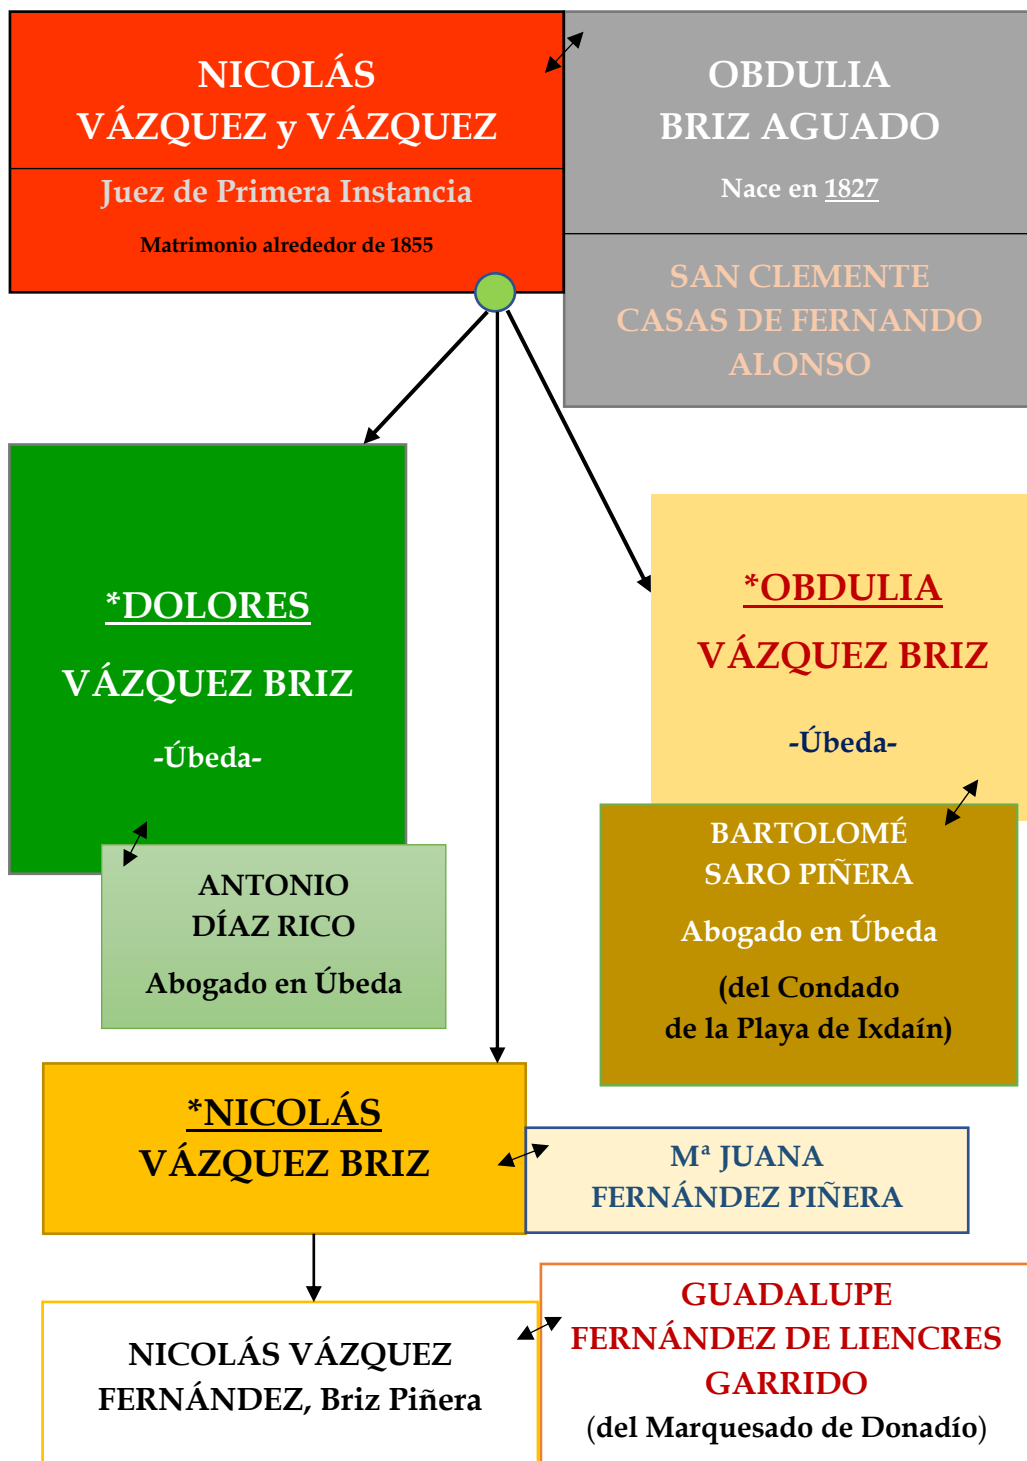 NICOLÁS
VÁZQUEZ y VÁZQUEZ
Juez de Primera Instancia
Matrimonio alrededor de 1855
OBDULIA
BRIZ AGUADO
Nace en 1827
SAN CLEMENTE
CASAS DE FERNANDO
ALONSO
*DOLORES
VÁZQUEZ BRIZ
-Úbeda-
ANTONIO
DÍAZ RICO
Abogado en Úbeda
*OBDULIA
VÁZQUEZ BRIZ
-Úbeda-
BARTOLOMÉ
SARO PIÑERA
Abogado en Úbeda
(del Condado
de la Playa de Ixdaín)
*NICOLÁS
VÁZQUEZ BRIZ
Mª JUANA
FERNÁNDEZ PIÑERA
NICOLÁS VÁZQUEZ
FERNÁNDEZ, Briz Piñera
GUADALUPE
FERNÁNDEZ DE LIENCRES
GARRIDO
(del Marquesado de Donadío)